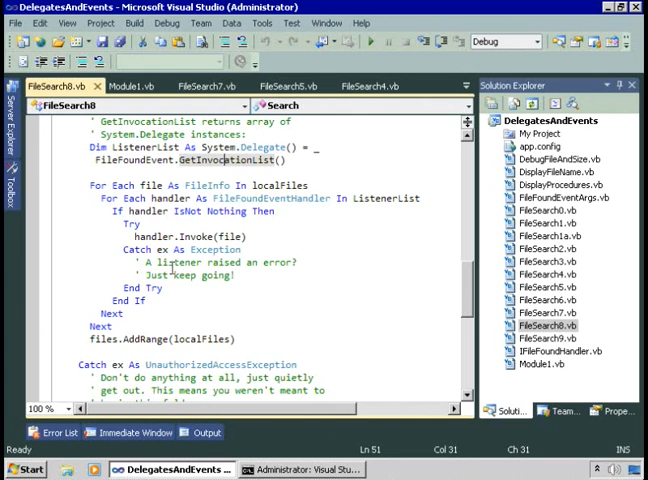 DelegatesAndEvents - Microsoft Visual Studio (Administrator)
File Edit View Project Build Debug Team Data Tools Test Window Help
Debug
FileSearch8.vb Module1.vb FileSearch7.vb FileSearch5.vb FileSearch4.vb
FileSearch8 Search
' GetInvocationList returns array of
' System.Delegate instances:
Dim ListenerList As System.Delegate() = _
FileFoundEvent.GetInvocationList()
For Each file As FileInfo In localFiles
For Each handler As FileFoundEventHandler In ListenerList
If handler IsNot Nothing Then
Try
handler.Invoke(file)
Catch ex As Exception
' A listener raised an error?
' Just keep going!
End Try
End If
Next
Next
files.AddRange(localFiles)
Catch ex As UnauthorizedAccessException
' Don't do anything at all, just quietly
' get out. This means you weren't meant to
100 %
Server Explorer
Toolbox
Solution Explorer
DelegatesAndEvents
My Project
app.config
DebugFileAndSize.vb
DisplayFileName.vb
DisplayProcedures.vb
FileFoundEventArgs.vb
FileSearch0.vb
FileSearch1.vb
FileSearch1a.vb
FileSearch2.vb
FileSearch3.vb
FileSearch4.vb
FileSearch5.vb
FileSearch6.vb
FileSearch7.vb
FileSearch8.vb
FileSearch9.vb
IFileFoundHandler.vb
Module1.vb
Soluti... Team... Prope...
Error List Immediate Window Output
Ready Ln 51 Col 31 Ch 31 INS
Start DelegatesAndEvents ... Administrator: Visual Stu...